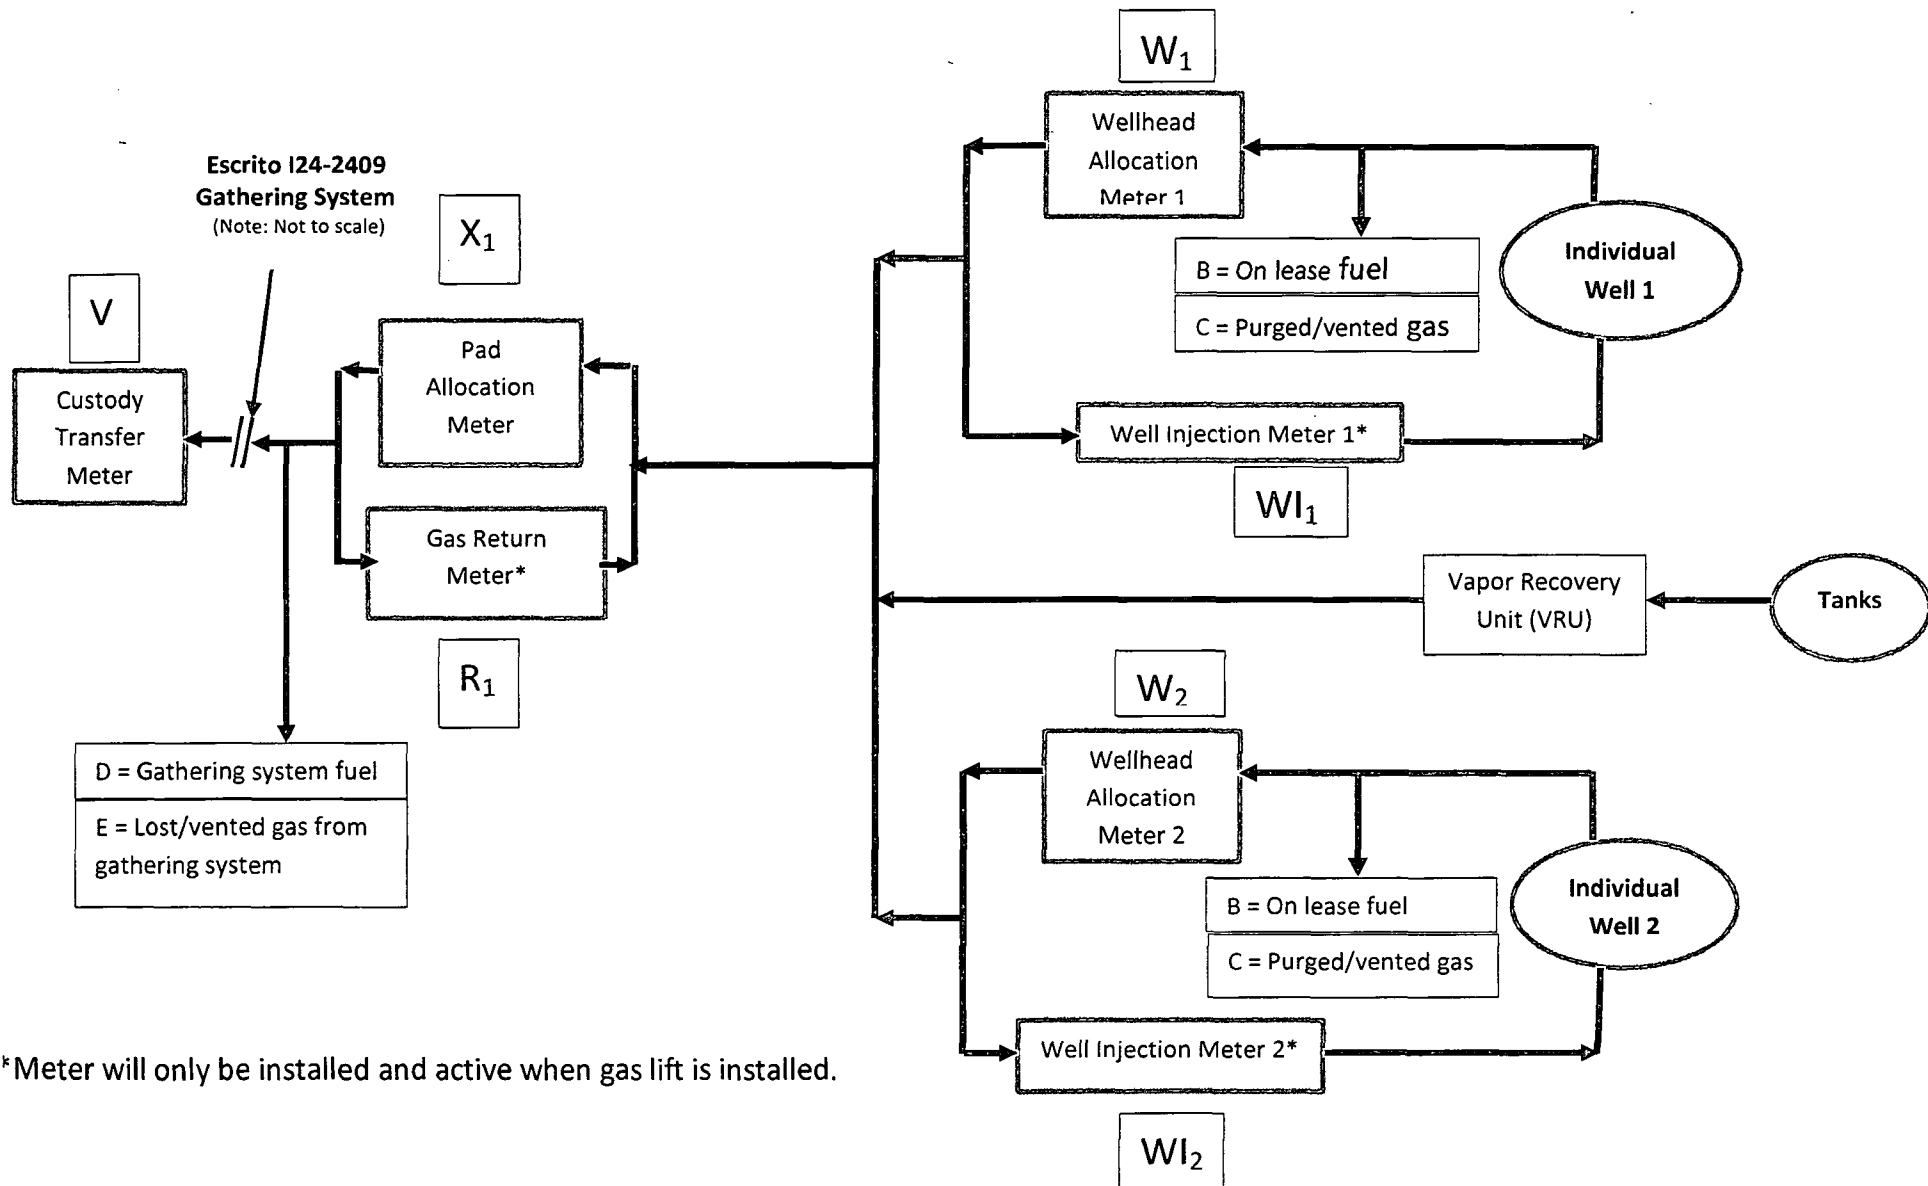 Escrito I24-2409
Gathering System
(Note: Not to scale)
V
Custody
Transfer
Meter
X₁
Pad
Allocation
Meter
Gas Return
Meter*
R₁
D = Gathering system fuel
E = Lost/vented gas from
gathering system
W₁
Wellhead
Allocation
Meter 1
B = On lease fuel
C = Purged/vented gas
Individual
Well 1
Well Injection Meter 1*
WI₁
Vapor Recovery
Unit (VRU)
Tanks
W₂
Wellhead
Allocation
Meter 2
B = On lease fuel
C = Purged/vented gas
Individual
Well 2
Well Injection Meter 2*
WI₂
*Meter will only be installed and active when gas lift is installed.